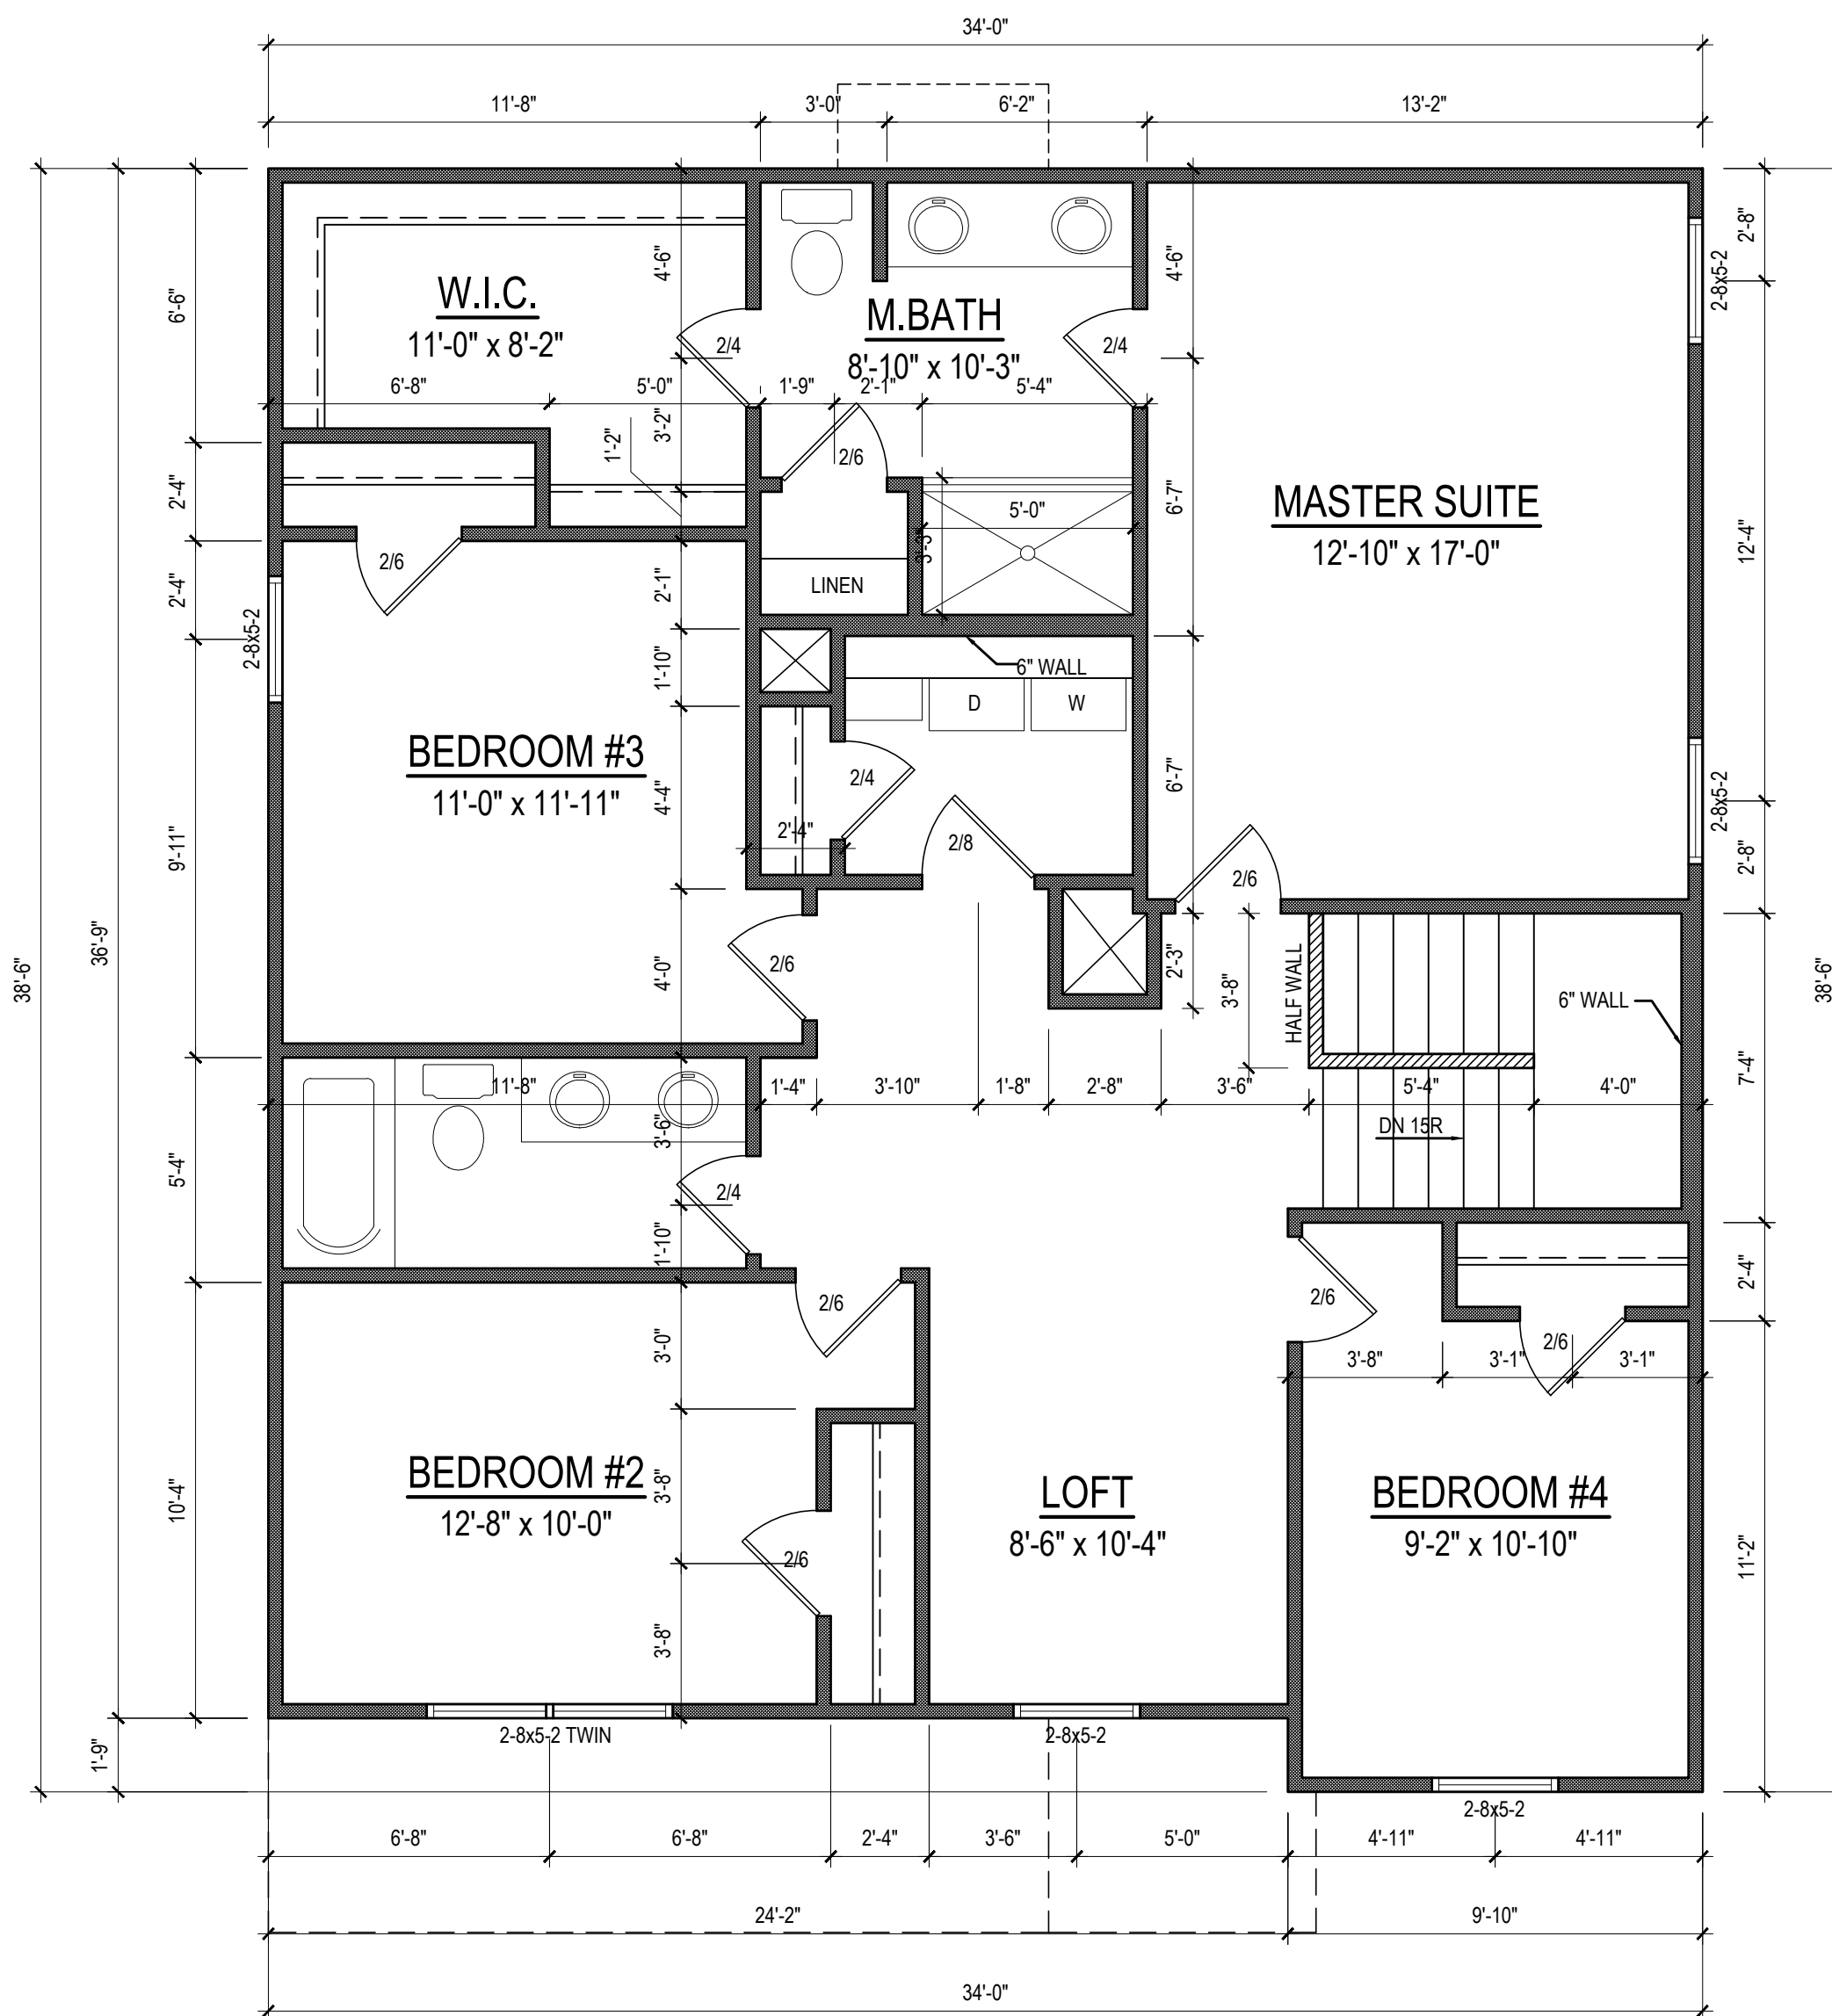 34'-0"
11'-8" 3'-0" 6'-2" 13'-2"
38'-6"
36'-9"
1'-9"
6'-6"
2'-4"
2'-4"
9'-11"
5'-4"
10'-4"
2-8x5-2
W.I.C.
11'-0" x 8'-2"
4'-6"
3'-2"
1'-2"
2/4
M.BATH
8'-10" x 10'-3"
2/4
4'-6"
6'-8" 5'-0" 1'-9" 2'-1" 5'-4"
2/6
2/6
5'-0"
3'-3"
6'-7"
LINEN
MASTER SUITE
12'-10" x 17'-0"
2-8x5-2
2-8x5-2
2'-8"
12'-4"
2'-8"
7'-4"
2'-4"
11'-2"
38'-6"
2'-1"
1'-10"
4'-4"
4'-0"
6" WALL
D W
BEDROOM #3
11'-0" x 11'-11"
2/4
2'-4"
2/8
6'-7"
2/6
2/6
2'-3"
3'-8"
HALF WALL
6" WALL
11'-8" 1'-4" 3'-10" 1'-8" 2'-8" 3'-6" 5'-4" 4'-0"
DN 15R
3'-6"
2/4
1'-10"
2/6
2/6
2/6
3'-8" 3'-1" 3'-1"
3'-0"
3'-8"
3'-8"
BEDROOM #2
12'-8" x 10'-0"
2/6
LOFT
8'-6" x 10'-4"
BEDROOM #4
9'-2" x 10'-10"
2-8x5-2 TWIN
2-8x5-2
2-8x5-2
6'-8" 6'-8" 2'-4" 3'-6" 5'-0" 4'-11" 4'-11"
24'-2" 9'-10"
34'-0"